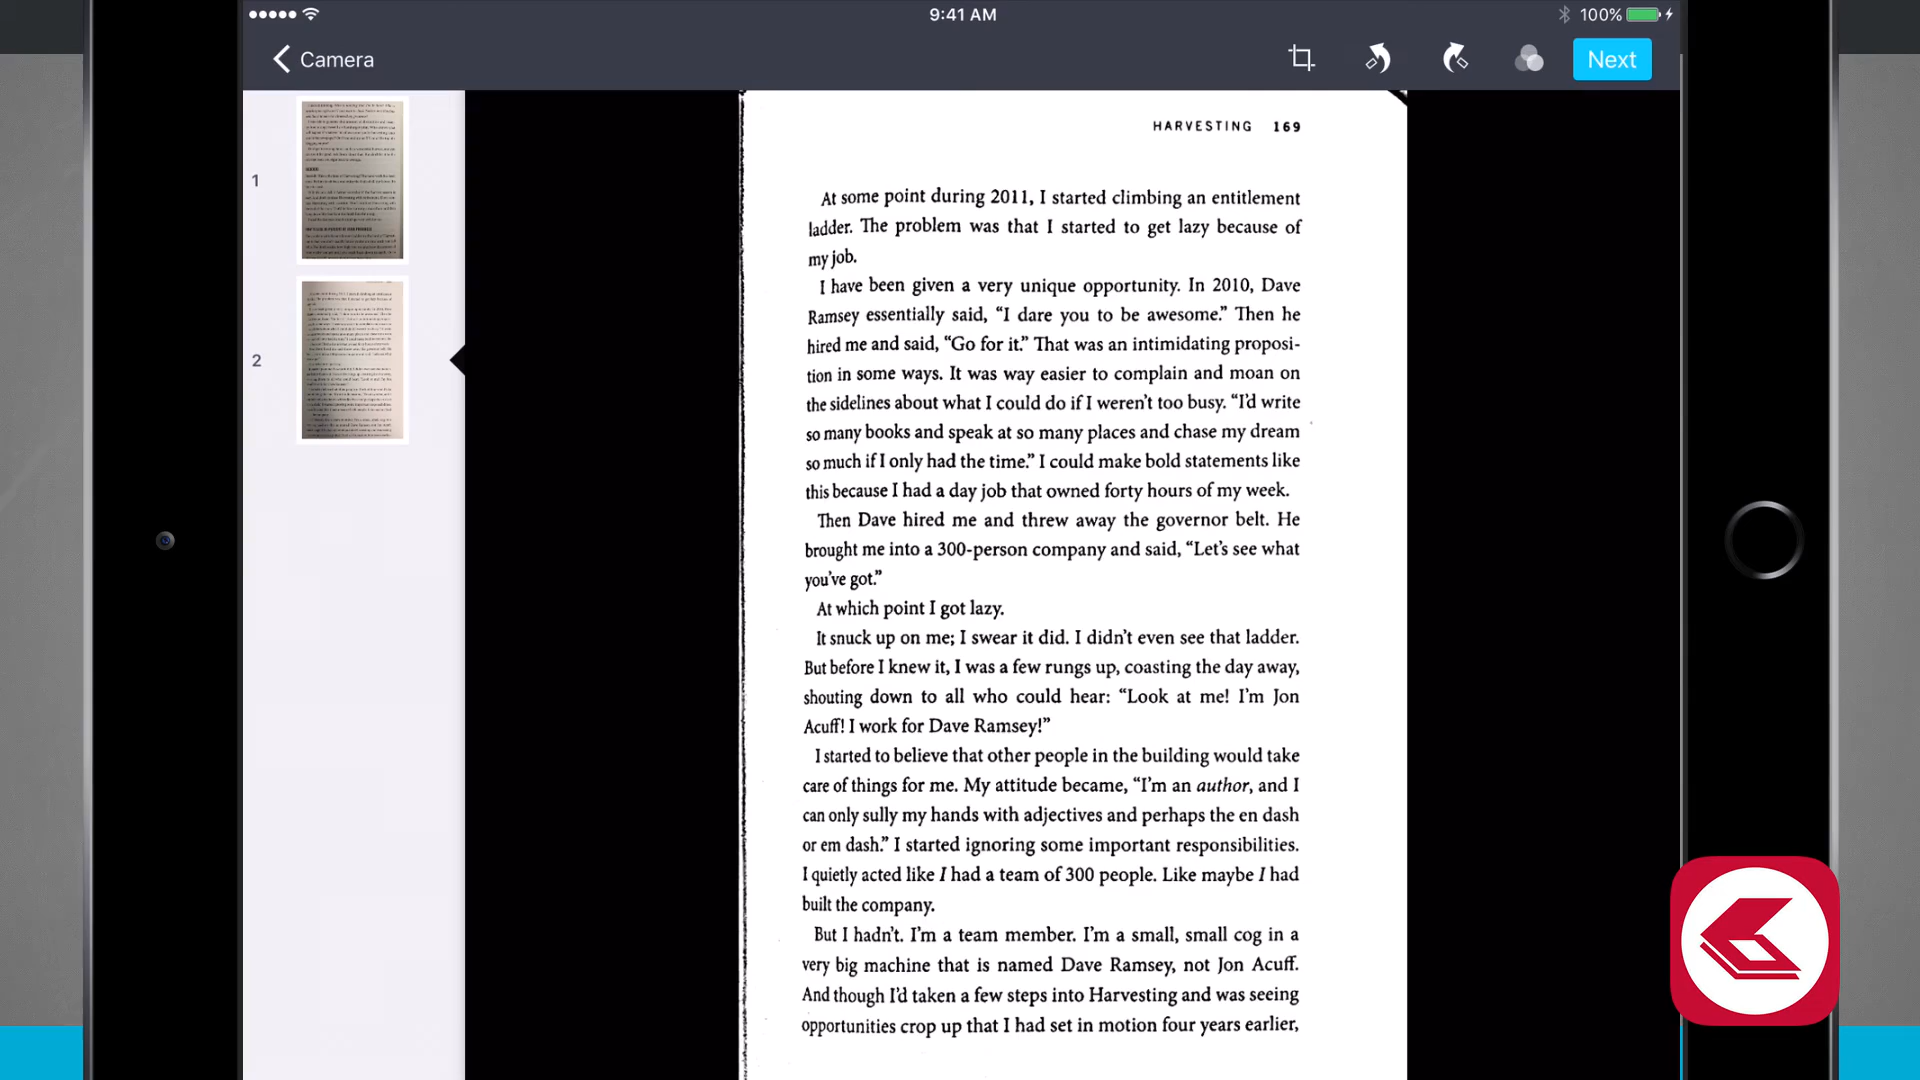 9:41 AM
100%
Camera
Next
1
2
HARVESTING 169
At some point during 2011, I started climbing an entitlement
ladder. The problem was that I started to get lazy because of
my job.
I have been given a very unique opportunity. In 2010, Dave
Ramsey essentially said, “I dare you to be awesome.” Then he
hired me and said, “Go for it.” That was an intimidating proposi-
tion in some ways. It was way easier to complain and moan on
the sidelines about what I could do if I weren’t too busy. “I’d write
so many books and speak at so many places and chase my dream
so much if I only had the time.” I could make bold statements like
this because I had a day job that owned forty hours of my week.
Then Dave hired me and threw away the governor belt. He
brought me into a 300-person company and said, “Let’s see what
you’ve got.”
At which point I got lazy.
It snuck up on me; I swear it did. I didn’t even see that ladder.
But before I knew it, I was a few rungs up, coasting the day away,
shouting down to all who could hear: “Look at me! I’m Jon
Acuff! I work for Dave Ramsey!”
I started to believe that other people in the building would take
care of things for me. My attitude became, “I’m an author, and I
can only sully my hands with adjectives and perhaps the en dash
or em dash.” I started ignoring some important responsibilities.
I quietly acted like I had a team of 300 people. Like maybe I had
built the company.
But I hadn’t. I’m a team member. I’m a small, small cog in a
very big machine that is named Dave Ramsey, not Jon Acuff.
And though I’d taken a few steps into Harvesting and was seeing
opportunities crop up that I had set in motion four years earlier,